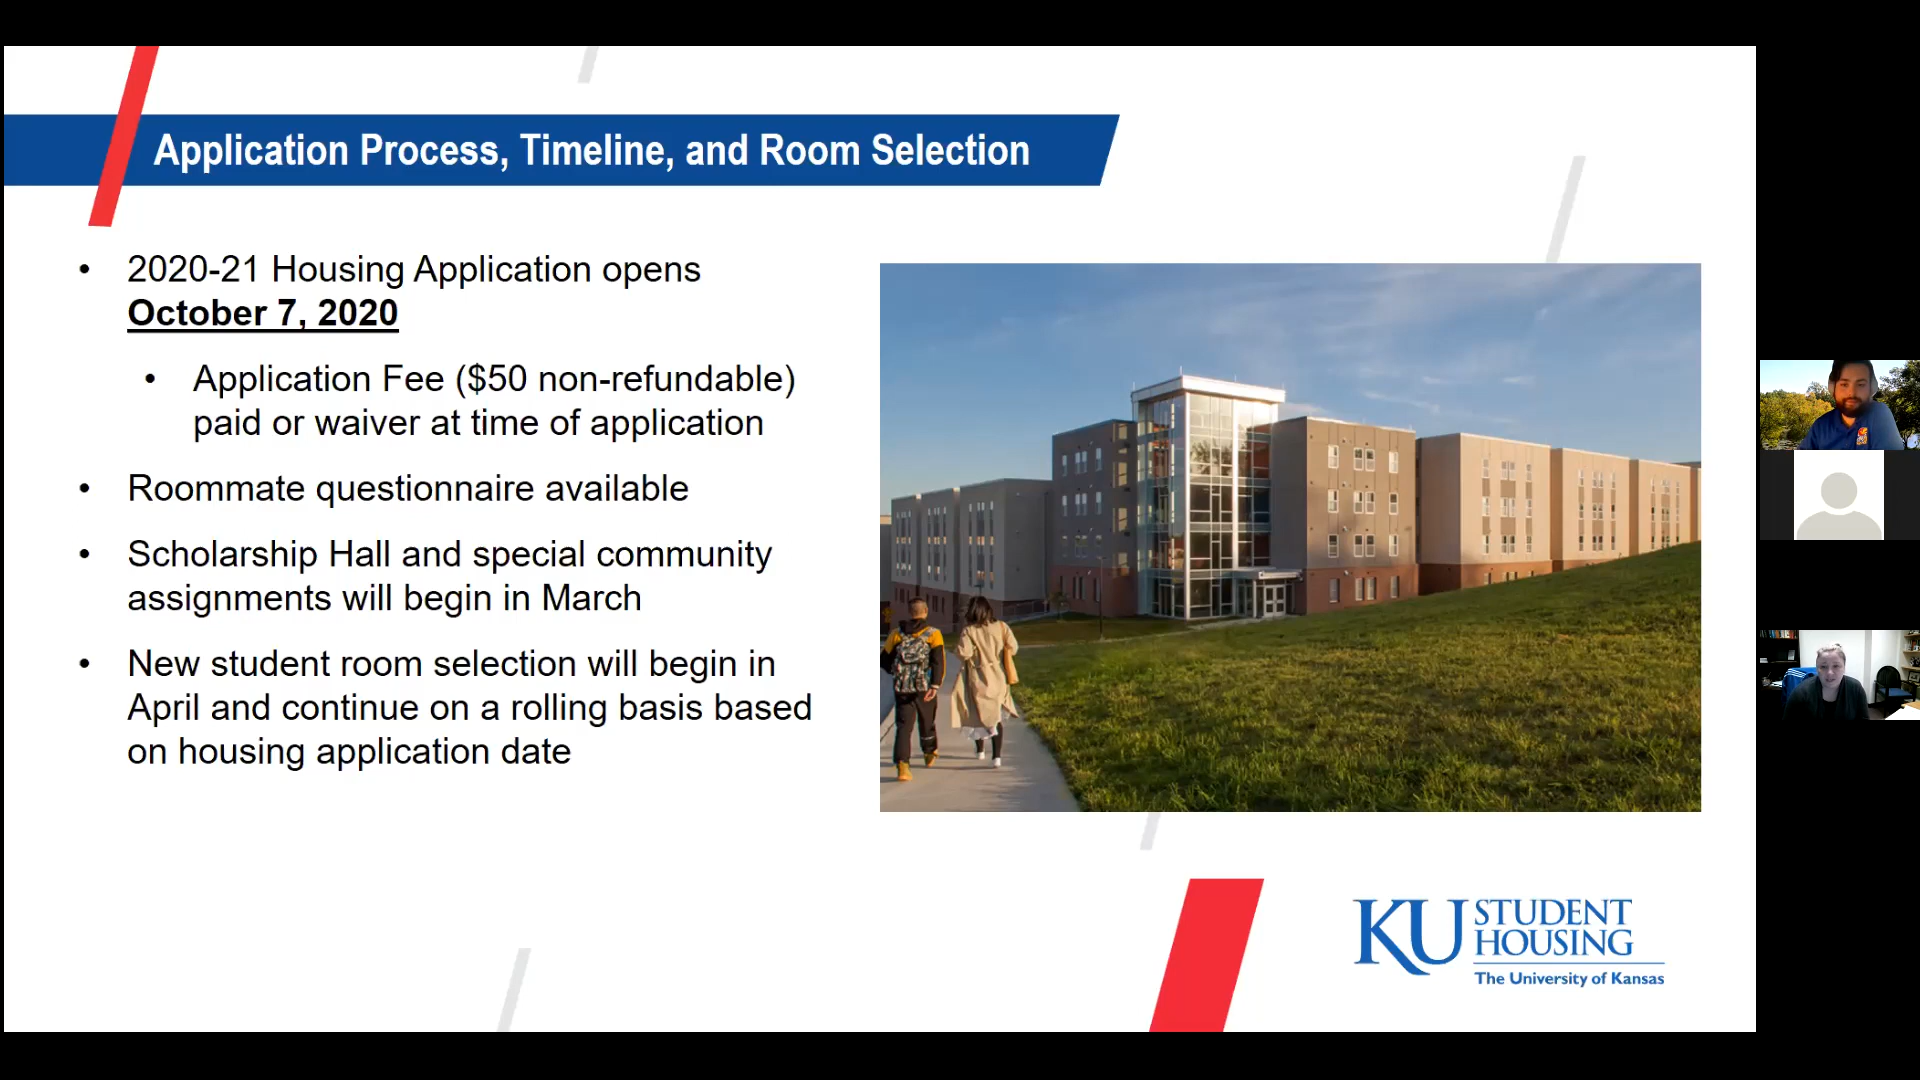 Application Process, Timeline, and Room Selection
• 2020-21 Housing Application opens
October 7, 2020
• Application Fee ($50 non-refundable)
paid or waiver at time of application
• Roommate questionnaire available
• Scholarship Hall and special community
assignments will begin in March
• New student room selection will begin in
April and continue on a rolling basis based
on housing application date
KU STUDENT
HOUSING
The University of Kansas